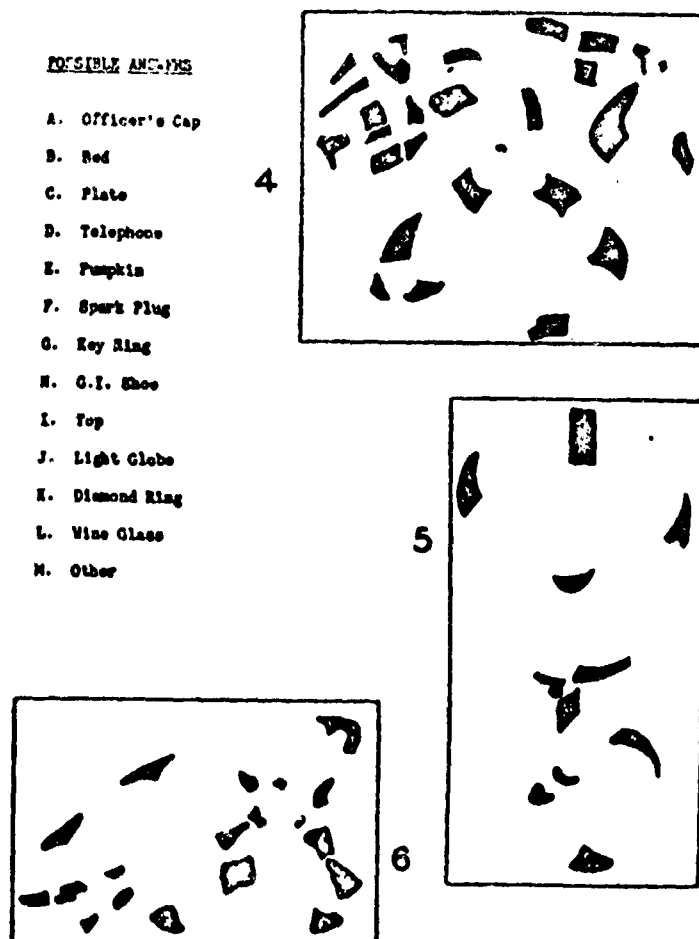 POSSIBLE ANSWERS
A. Officer's Cap
B.
C. Plate
D. Telephone
E. Pumpkin
F. Spark Plug
G. Key Ring
H. G.I. Shoe
I. Top
J. Light Globe
K. Diamond Ring
L. Wine Glass
M. Other
4
5
6